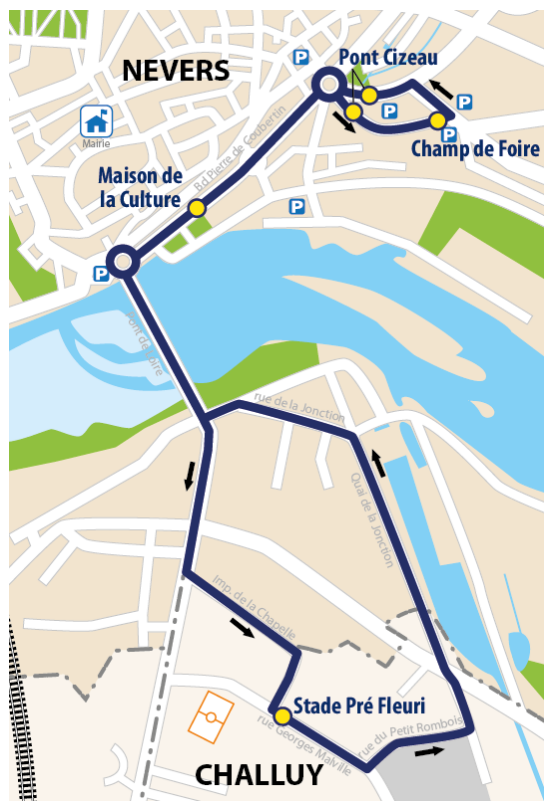 NEVERS
Pont Cizeau
P
P
P
P
Champ de Foire
Mairie
Bd Pierre de Coubertin
Maison de
la Culture
P
P
Pont de Loire
rue de la Jonction
Quai de la Jonction
Imp. de la Chapelle
Stade Pré Fleuri
rue Georges Malville
rue du Petit Rombois
CHALLUY